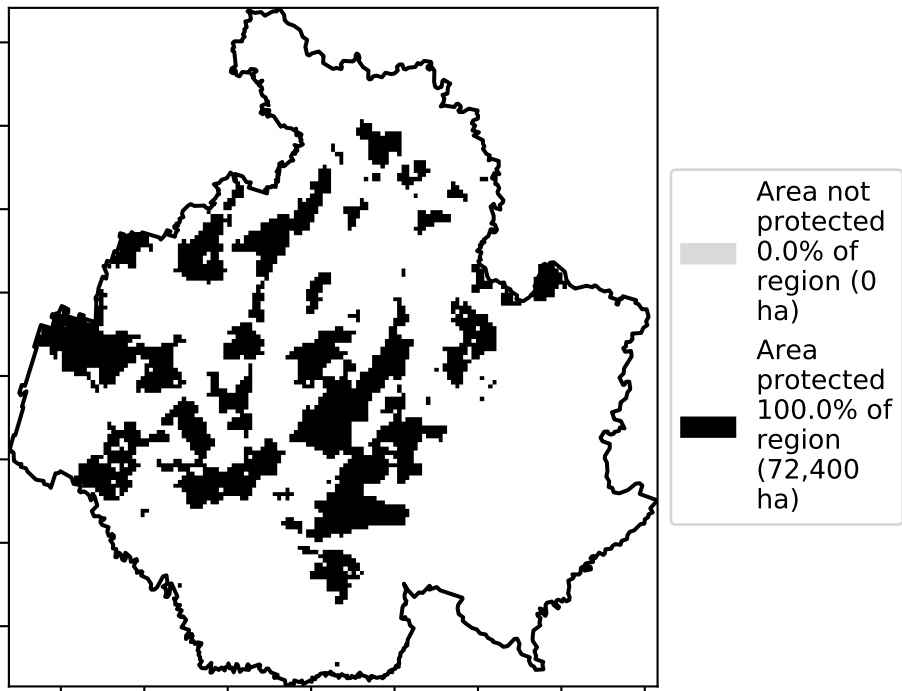 Area not
protected
0.0% of
region (0
ha)
Area
protected
100.0% of
region
(72,400
ha)